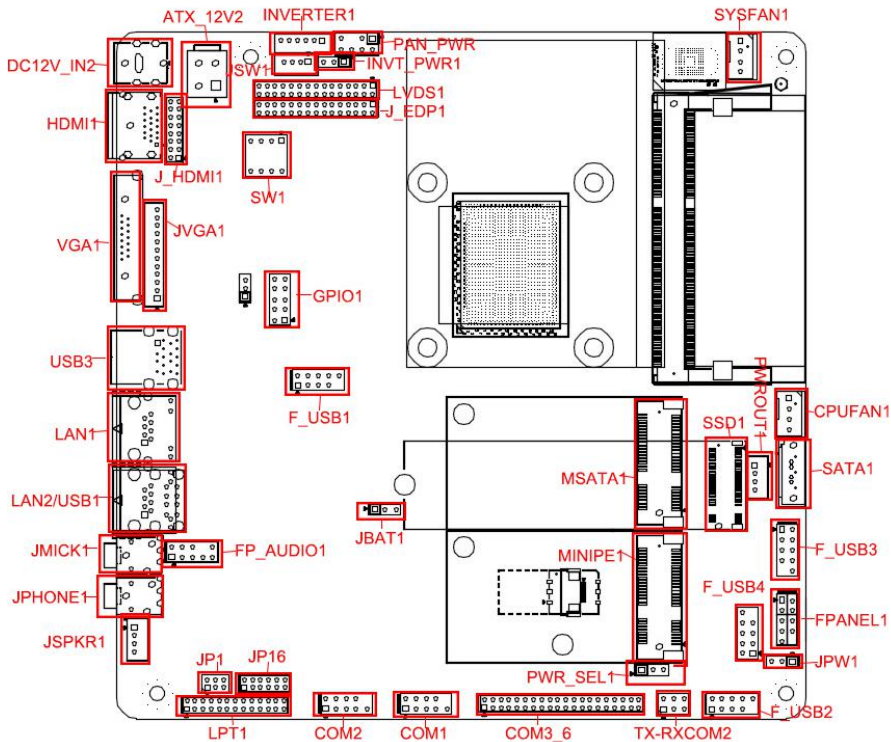 ATX_12V2
INVERTER1
SYSFAN1
PAN_PWR
DC12V_IN2
JSW1
INVT_PWR1
LVDS1
HDMI1
J_EDP1
J_HDMI1
SW1
JVGA1
VGA1
GPIO1
USB3
PWROUT1
F_USB1
CPUFAN1
LAN1
SSD1
SATA1
MSATA1
LAN2/USB1
JBAT1
JMICK1
FP_AUDIO1
MINIPE1
F_USB3
F_USB4
JPHONE1
FPANEL1
JSPKR1
JP1
JP16
PWR_SEL1
JPW1
F_USB2
LPT1
COM2
COM1
COM3_6
TX-RXCOM2